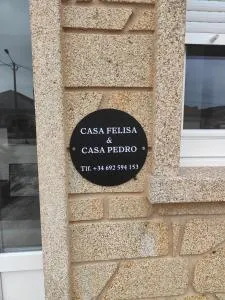 CASA FELISA
&
CASA PEDRO
Tlf. +34 692 594 153